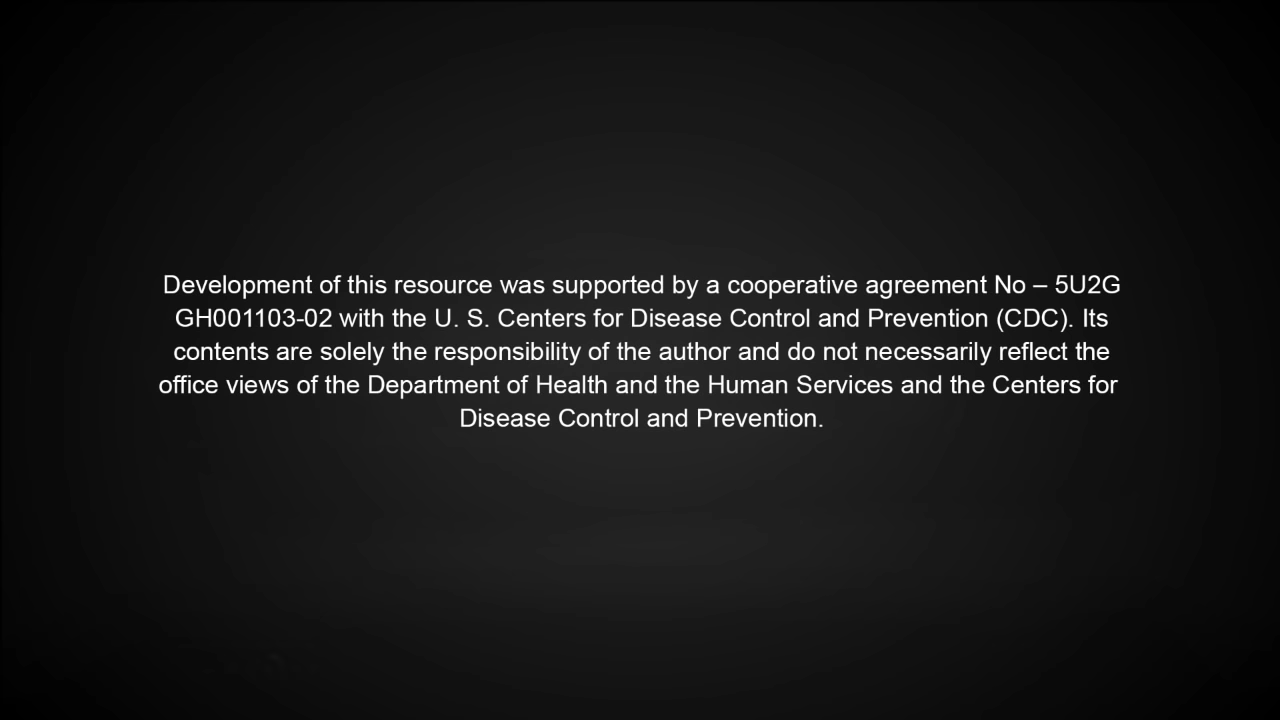 Development of this resource was supported by a cooperative agreement No – 5U2G
GH001103-02 with the U. S. Centers for Disease Control and Prevention (CDC). Its
contents are solely the responsibility of the author and do not necessarily reflect the
office views of the Department of Health and the Human Services and the Centers for
Disease Control and Prevention.